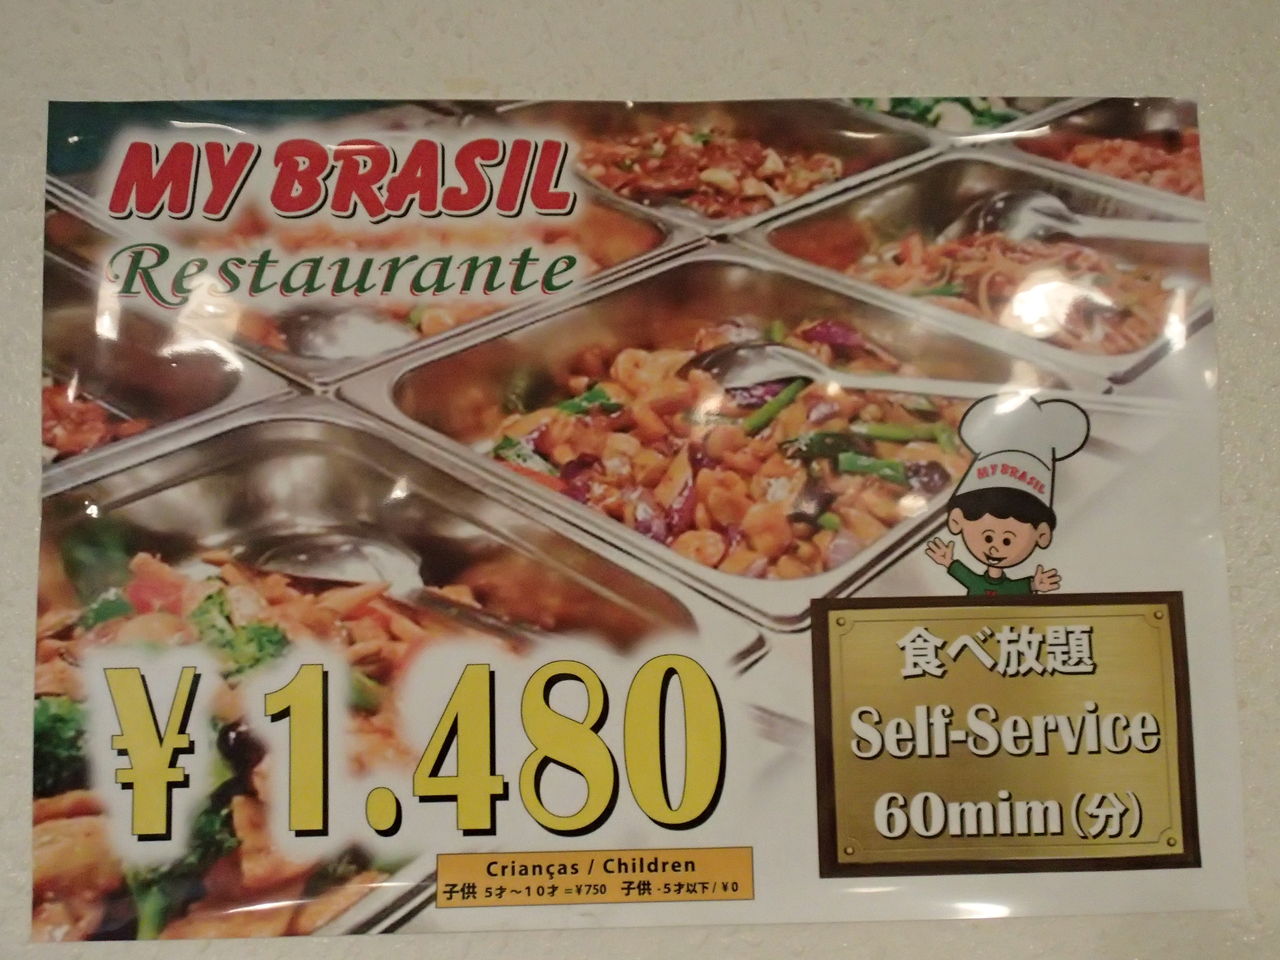 MY BRASIL
Restaurante
MY BRASIL
¥1.480
食べ放題
Self-Service
60mim(分)
Crianças / Children
子供 5才~10才=¥750 子供 -5才以下/¥0